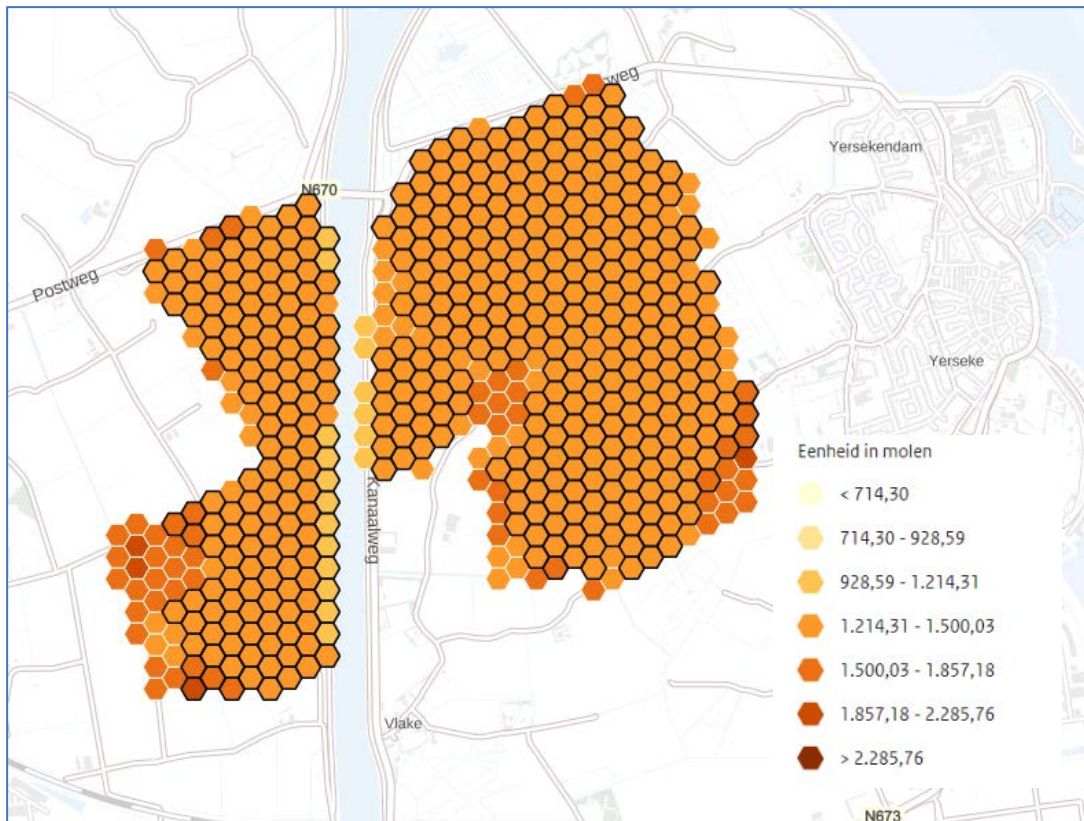 weg
Yersekendam
N670
Postweg
Yerseke
Kanaalweg
Vlake
N673
Eenheid in molen
< 714,30
714,30 - 928,59
928,59 - 1.214,31
1.214,31 - 1.500,03
1.500,03 - 1.857,18
1.857,18 - 2.285,76
> 2.285,76